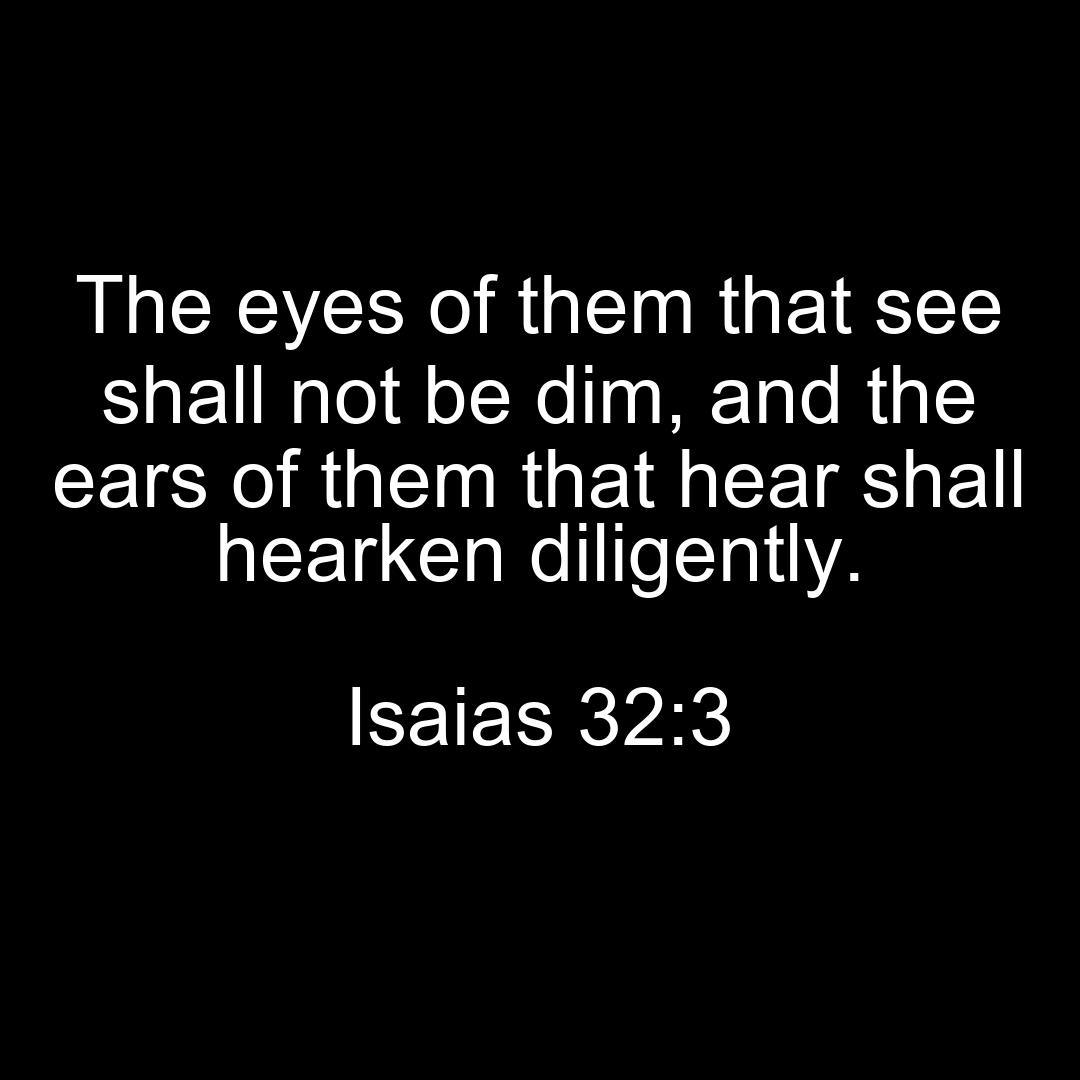 The eyes of them that see
shall not be dim, and the
ears of them that hear shall
hearken diligently.
Isaias 32:3